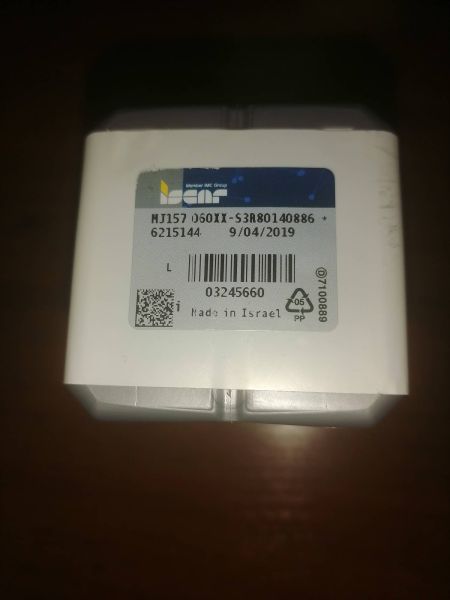 Member IMC Group
iscar
MJ157 060XX-S3R80140886 *
6215144 9/04/2019
L
03245660
05
PP
i
Made in Israel
7100889